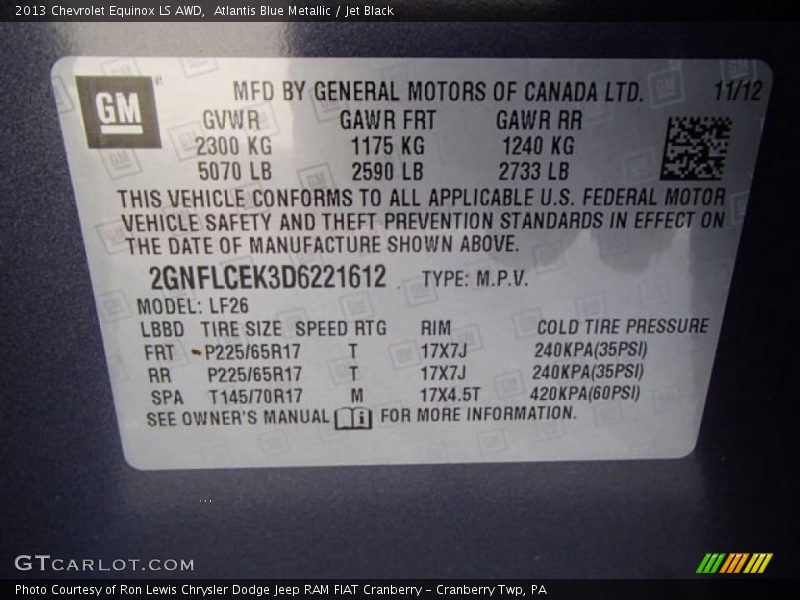 2013 Chevrolet Equinox LS AWD, Atlantis Blue Metallic / Jet Black
GM ®
MFD BY GENERAL MOTORS OF CANADA LTD. 11/12
GVWR GAWR FRT GAWR RR
2300 KG 1175 KG 1240 KG
5070 LB 2590 LB 2733 LB
THIS VEHICLE CONFORMS TO ALL APPLICABLE U.S. FEDERAL MOTOR
VEHICLE SAFETY AND THEFT PREVENTION STANDARDS IN EFFECT ON
THE DATE OF MANUFACTURE SHOWN ABOVE.
2GNFLCEK3D6221612 TYPE: M.P.V.
MODEL: LF26
LBBD TIRE SIZE SPEED RTG RIM COLD TIRE PRESSURE
FRT P225/65R17 T 17X7J 240KPA(35PSI)
RR P225/65R17 T 17X7J 240KPA(35PSI)
SPA T145/70R17 M 17X4.5T 420KPA(60PSI)
SEE OWNER'S MANUAL i FOR MORE INFORMATION.
GTCARLOT.COM
Photo Courtesy of Ron Lewis Chrysler Dodge Jeep RAM FIAT Cranberry – Cranberry Twp, PA